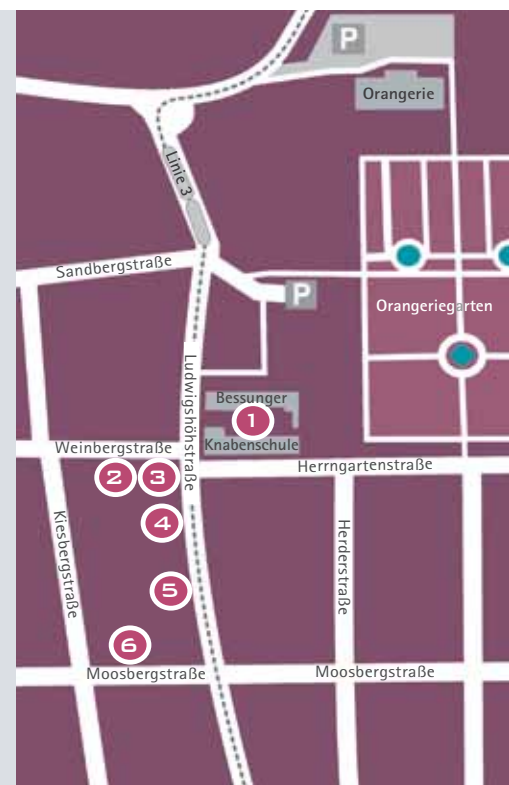 P
Orangerie
Linie 3
Sandbergstraße
P
Orangeriegarten
Ludwigshöhstraße
Bessunger
1
Knabenschule
Weinbergstraße
Herrngartenstraße
2
3
4
Kiesbergstraße
Herderstraße
5
6
Moosbergstraße
Moosbergstraße